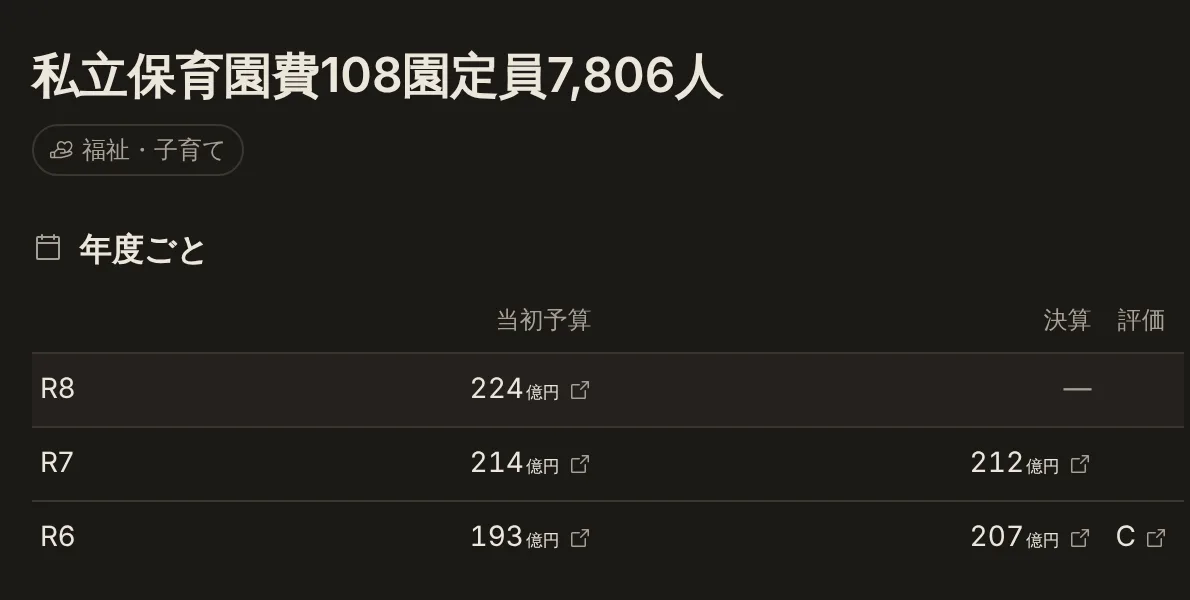 私立保育園費108園定員7,806人
福祉・子育て
年度ごと
当初予算 決算 評価
R8 224億円 —
R7 214億円 212億円
R6 193億円 207億円 C